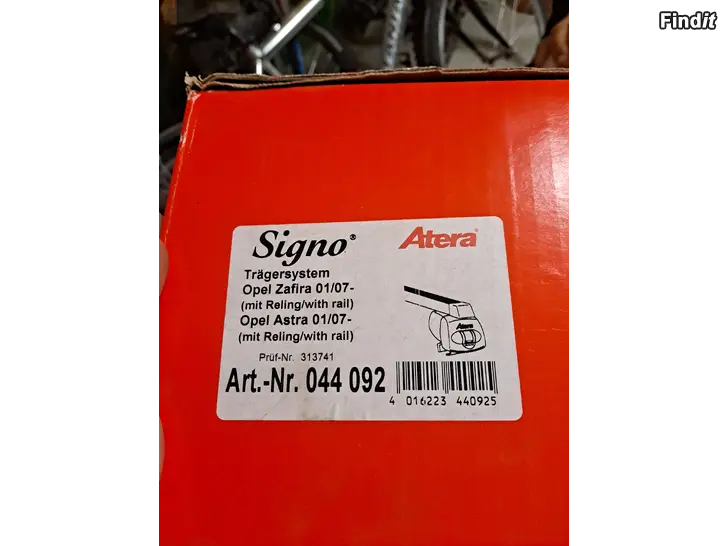 Findit
Signo®
Atera®
Trägersystem
Opel Zafira 01/07-
(mit Reling/with rail)
Opel Astra 01/07-
(mit Reling/with rail)
Atera
Prüf-Nr. 313741
Art.-Nr. 044 092
4 016223 440925